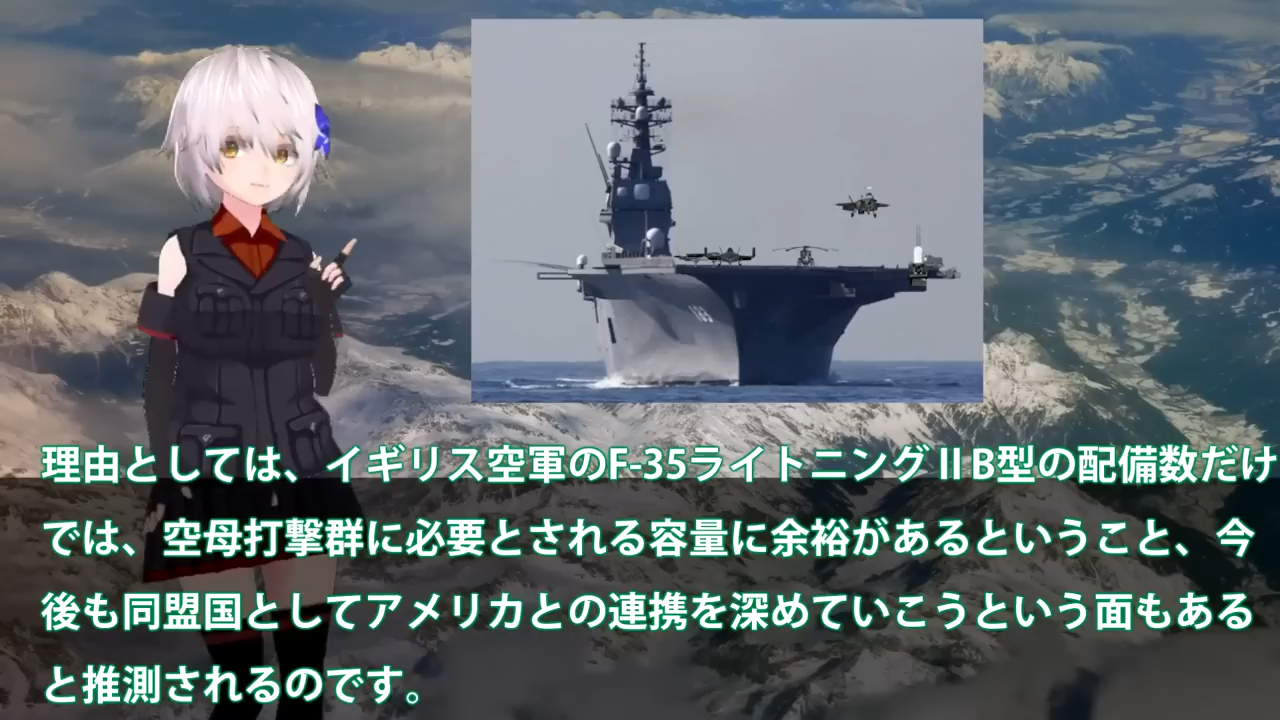 183
理由としては、イギリス空軍のF-35ライトニングⅡB型の配備数だけ
では、空母打撃群に必要とされる容量に余裕があるということ、今
後も同盟国としてアメリカとの連携を深めていこうという面もある
と推測されるのです。